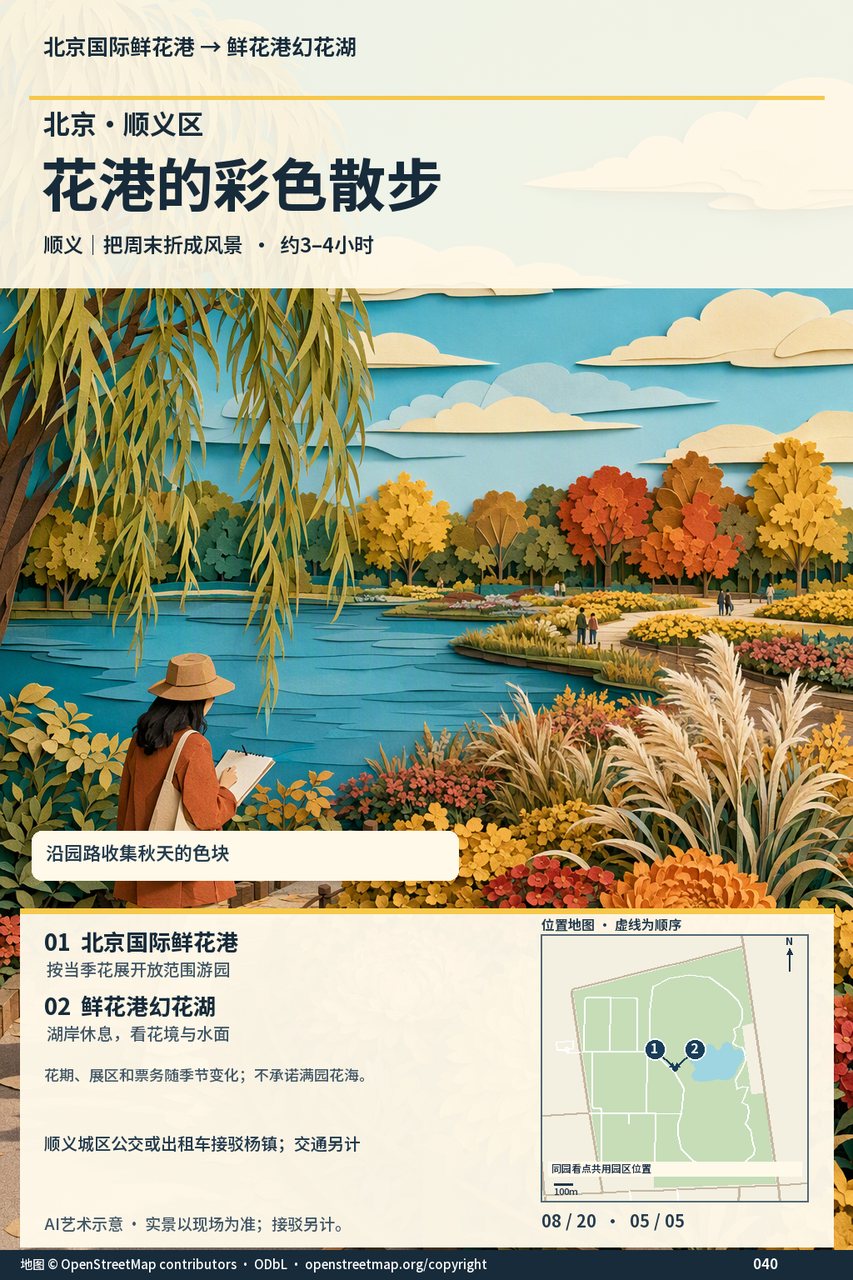 北京国际鲜花港 → 鲜花港幻花湖
北京・顺义区
花港的彩色散步
顺义｜把周末折成风景 ・ 约3–4小时
沿园路收集秋天的色块
01 北京国际鲜花港
按当季花展开放范围游园
02 鲜花港幻花湖
湖岸休息，看花境与水面
花期、展区和票务随季节变化；不承诺满园花海。
顺义城区公交或出租车接驳杨镇；交通另计
AI艺术示意・实景以现场为准；接驳另计。
位置地图・虚线为顺序
N
1 2
同园看点共用园区位置
100m
08 / 20 ・ 05 / 05
地图 © OpenStreetMap contributors・ODbL・openstreetmap.org/copyright
040